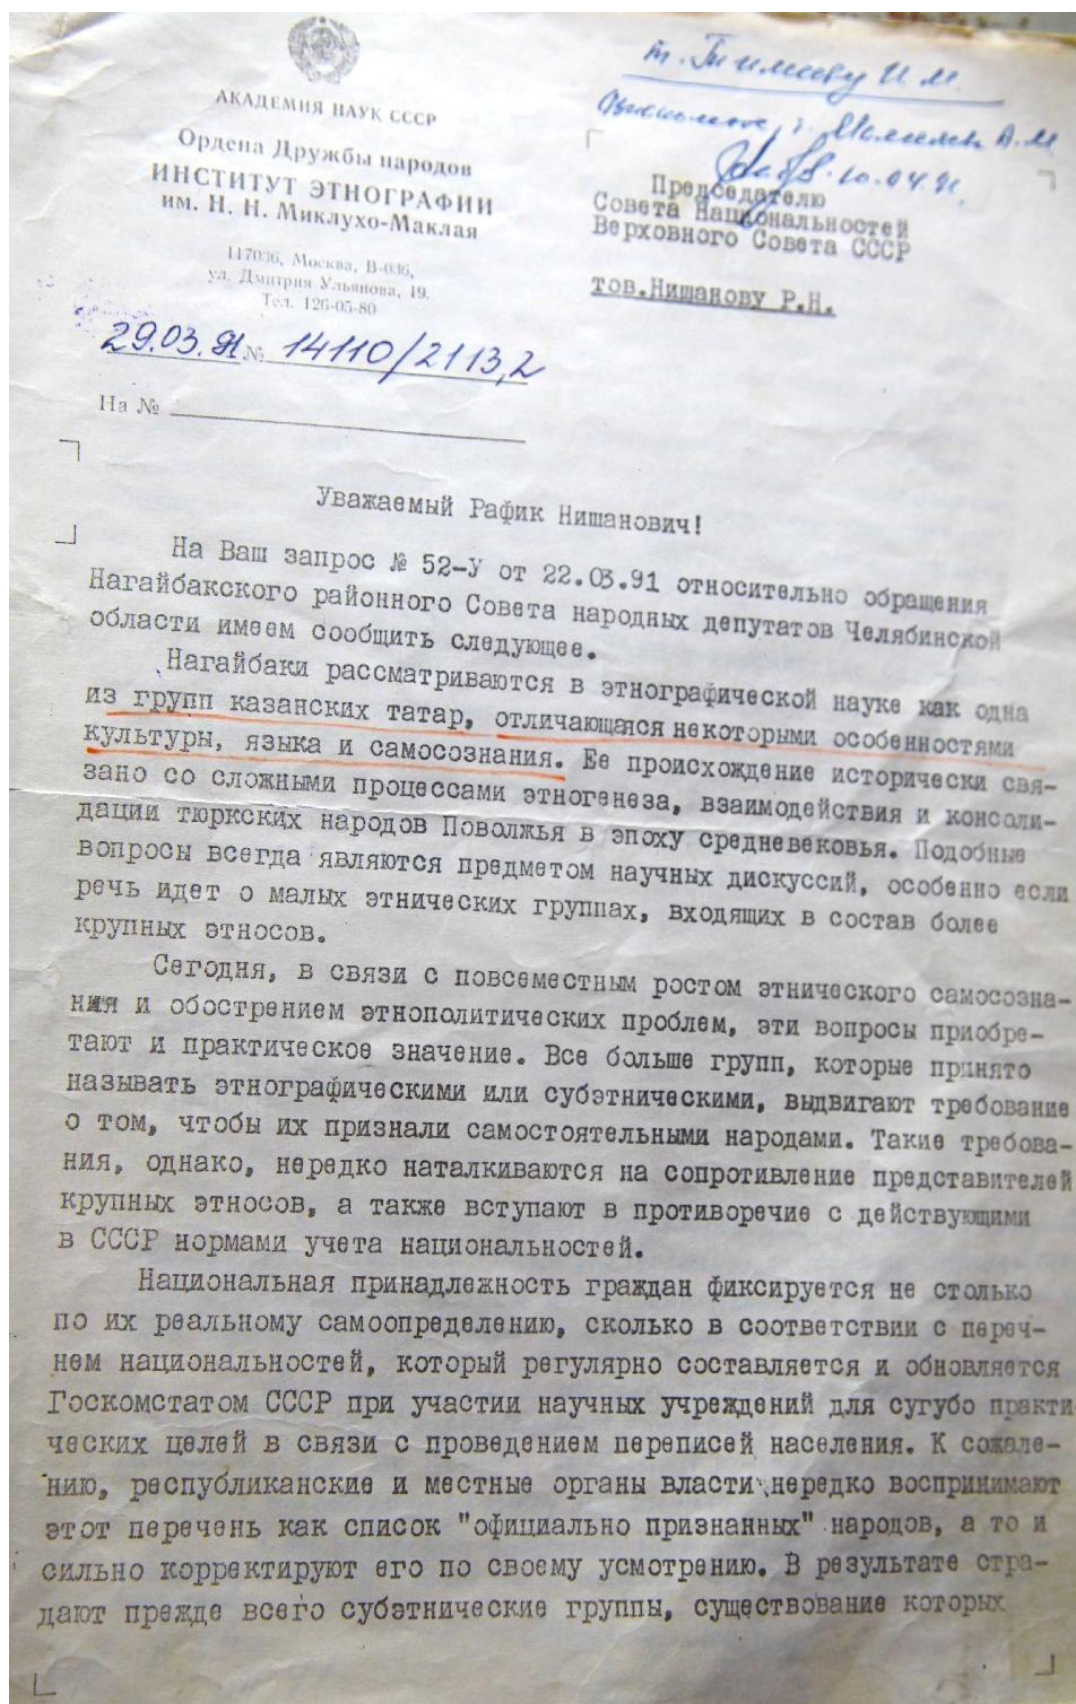 АКАДЕМИЯ НАУК СССР
Ордена Дружбы народов
ИНСТИТУТ ЭТНОГРАФИИ
им. Н. Н. Миклухо-Маклая
117036, Москва, В-036,
ул. Дмитрия Ульянова, 19.
Тел. 126-05-80
29.03.91 № 14110/2113,2
На №
т. И. М.
т. А. М
10.04.91.
Председателю
Совета Национальностей
Верховного Совета СССР
тов.Нишанову Р.Н.
Уважаемый Рафик Нишанович!
На Ваш запрос № 52-У от 22.03.91 относительно обращения
Нагайбакского районного Совета народных депутатов Челябинской
области имеем сообщить следующее.
Нагайбаки рассматриваются в этнографической науке как одна
из групп казанских татар, отличающаяся некоторыми особенностями
культуры, языка и самосознания. Ее происхождение исторически свя-
зано со сложными процессами этногенеза, взаимодействия и консоли-
дации тюркских народов Поволжья в эпоху средневековья. Подобные
вопросы всегда являются предметом научных дискуссий, особенно если
речь идет о малых этнических группах, входящих в состав более
крупных этносов.
Сегодня, в связи с повсеместным ростом этнического самосозна-
ния и обострением этнополитических проблем, эти вопросы приобре-
тают и практическое значение. Все больше групп, которые принято
называть этнографическими или субэтническими, выдвигают требование
о том, чтобы их признали самостоятельными народами. Такие требова-
ния, однако, нередко наталкиваются на сопротивление представителей
крупных этносов, а также вступают в противоречие с действующими
в СССР нормами учета национальностей.
Национальная принадлежность граждан фиксируется не столько
по их реальному самоопределению, сколько в соответствии с переч-
нем национальностей, который регулярно составляется и обновляется
Госкомстатом СССР при участии научных учреждений для сугубо практи
ческих целей в связи с проведением переписей населения. К сожале-
нию, республиканские и местные органы власти нередко воспринимают
этот перечень как список "официально признанных" народов, а то и
сильно корректируют его по своему усмотрению. В результате стра-
дают прежде всего субэтнические группы, существование которых